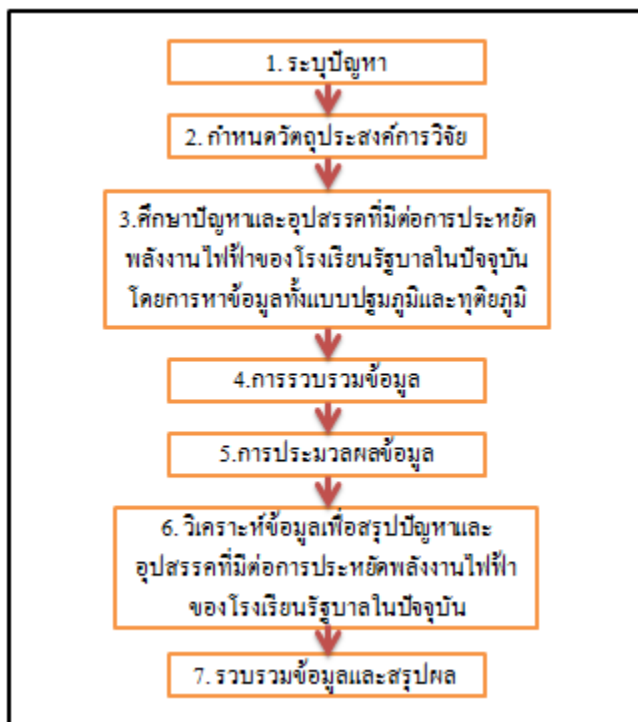 1. ระบุปัญหา
2. กำหนดวัตถุประสงค์การวิจัย
3.ศึกษาปัญหาและอุปสรรคที่มีต่อการประหยัด
พลังงานไฟฟ้าของโรงเรียนรัฐบาลในปัจจุบัน
โดยการหาข้อมูลทั้งแบบปฐมภูมิและทุติยภูมิ
4.การรวบรวมข้อมูล
5.การประมวลผลข้อมูล
6. วิเคราะห์ข้อมูลเพื่อสรุปปัญหาและ
อุปสรรคที่มีต่อการประหยัดพลังงานไฟฟ้า
ของโรงเรียนรัฐบาลในปัจจุบัน
7. รวบรวมข้อมูลและสรุปผล